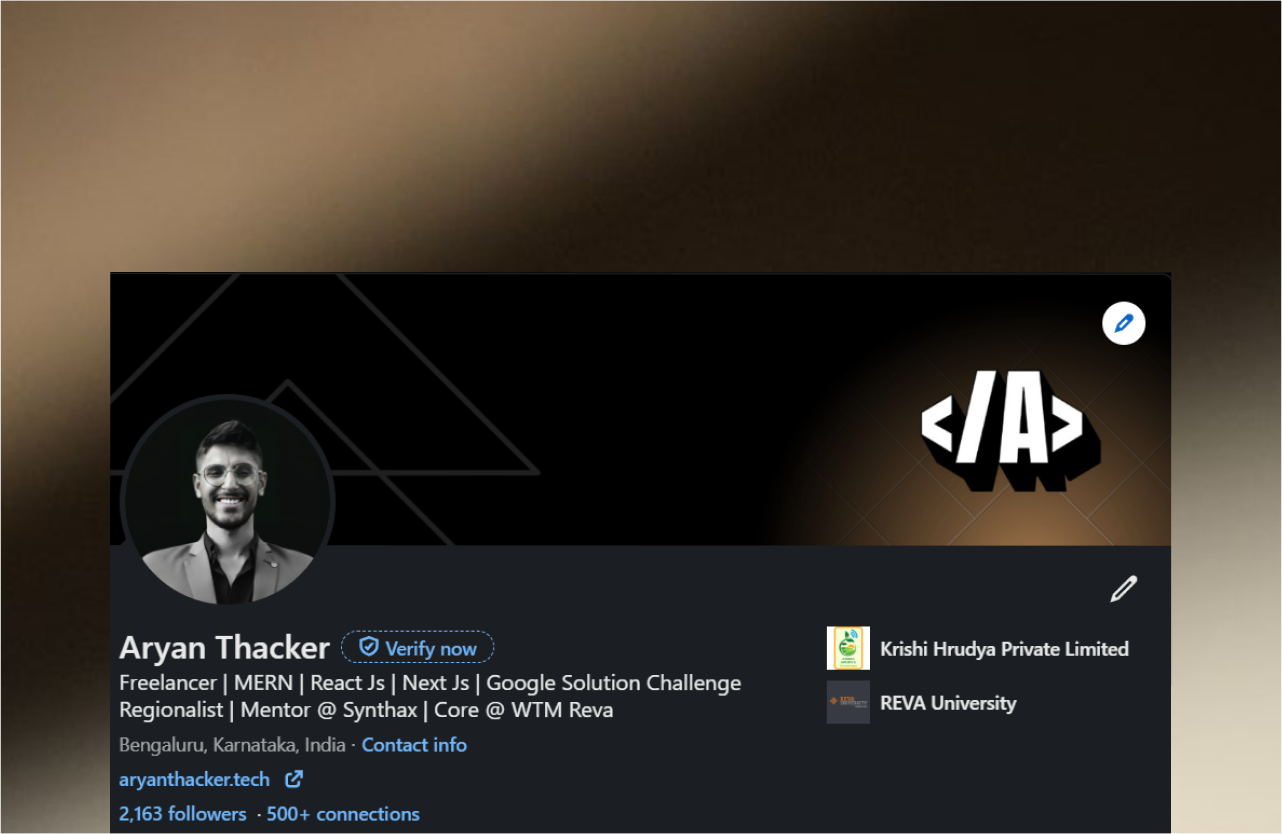 </A>
Aryan Thacker
Verify now
Freelancer | MERN | React Js | Next Js | Google Solution Challenge
Regionalist | Mentor @ Synthax | Core @ WTM Reva
Bengaluru, Karnataka, India · Contact info
aryanthacker.tech
2,163 followers · 500+ connections
Krishi Hrudya Private Limited
REVA University